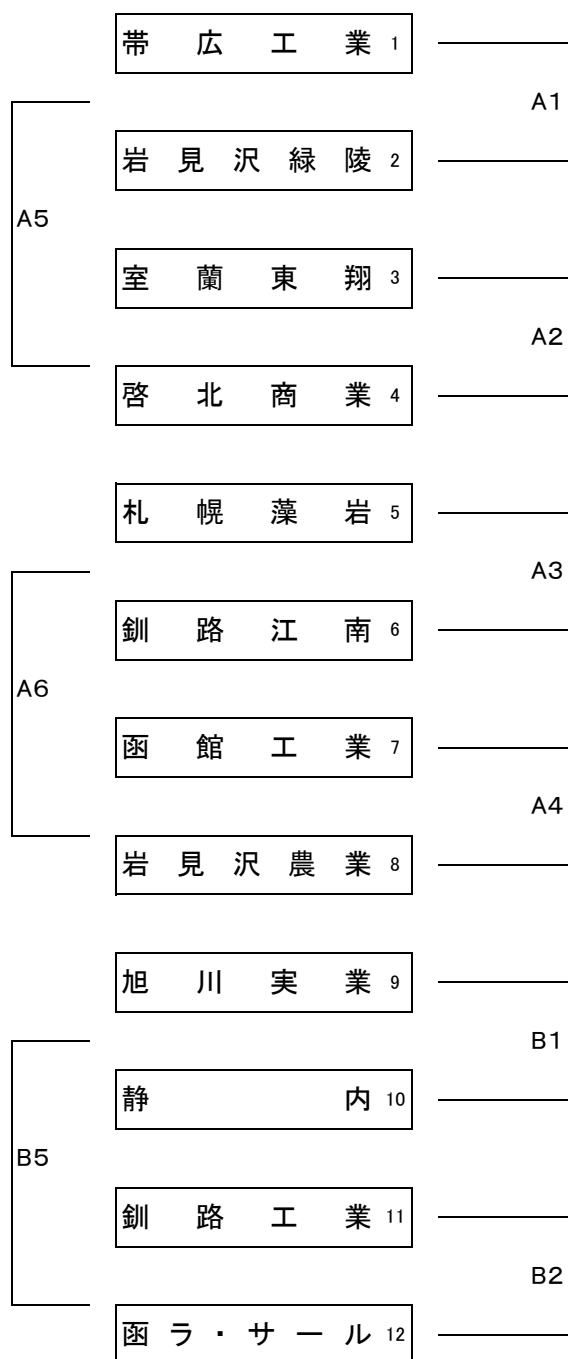 帯広工業 1
A1
岩見沢緑陵 2
A5
室蘭東翔 3
A2
啓北商業 4
札幌藻岩 5
A3
釧路江南 6
A6
函館工業 7
A4
岩見沢農業 8
旭川実業 9
B1
静内 10
B5
釧路工業 11
B2
函ラ・サール 12